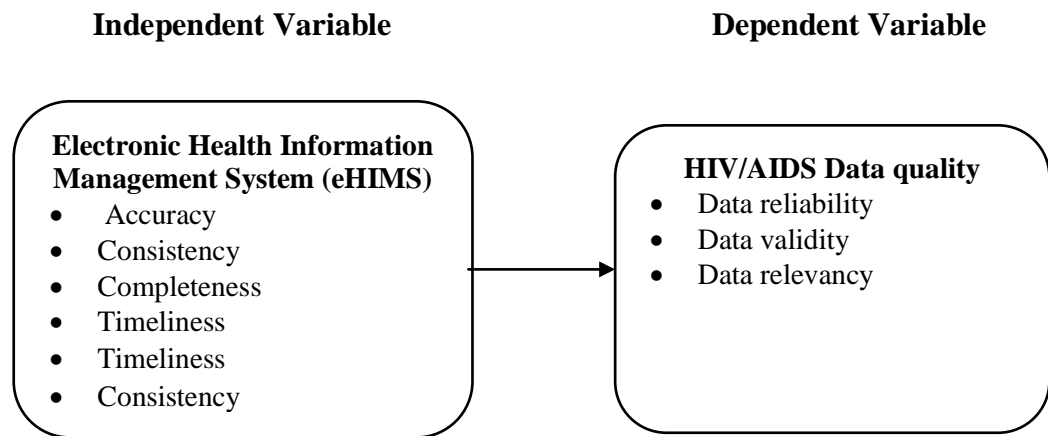 Independent Variable
Dependent Variable
Electronic Health Information
Management System (eHIMS)
• Accuracy
• Consistency
• Completeness
• Timeliness
• Timeliness
• Consistency
HIV/AIDS Data quality
• Data reliability
• Data validity
• Data relevancy